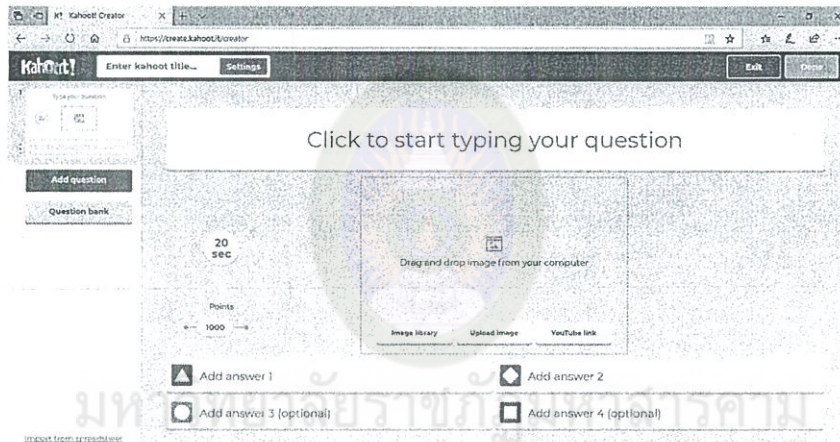 K! Kahoot! Creator
https://create.kahoot.it/creator
Kahoot!
Enter kahoot title...
Settings
Exit
Done
1
Type your question
Click to start typing your question
Add question
Question bank
20
sec
Drag and drop image from your computer
Points
1000
Image library
Upload image
YouTube link
Add answer 1
Add answer 2
Add answer 3 (optional)
Add answer 4 (optional)
มหาวิทยาลัยราชภัฏมหาสารคาม
Import from spreadsheet